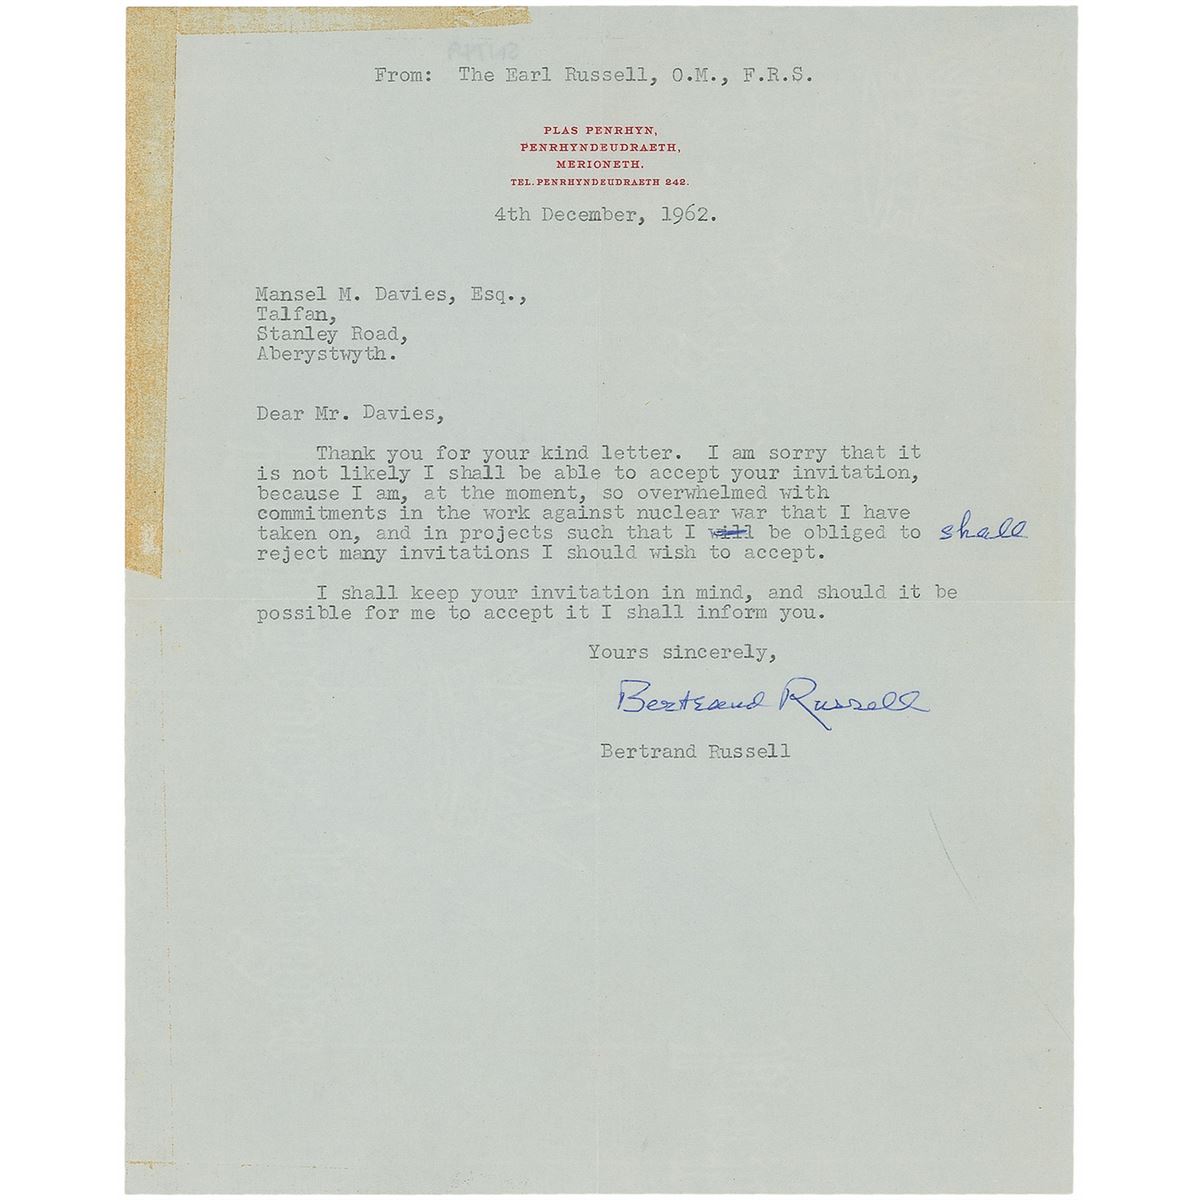 From: The Earl Russell, O.M., F.R.S.
PLAS PENRHYN,
PENRHYNDEUDRAETH,
MERIONETH.
TEL. PENRHYNDEUDRAETH 242.
4th December, 1962.
Mansel M. Davies, Esq.,
Talfan,
Stanley Road,
Aberystwyth.
Dear Mr. Davies,
Thank you for your kind letter. I am sorry that it
is not likely I shall be able to accept your invitation,
because I am, at the moment, so overwhelmed with
commitments in the work against nuclear war that I have
taken on, and in projects such that I will be obliged to shall
reject many invitations I should wish to accept.
I shall keep your invitation in mind, and should it be
possible for me to accept it I shall inform you.
Yours sincerely,
Bertrand Russell
Bertrand Russell